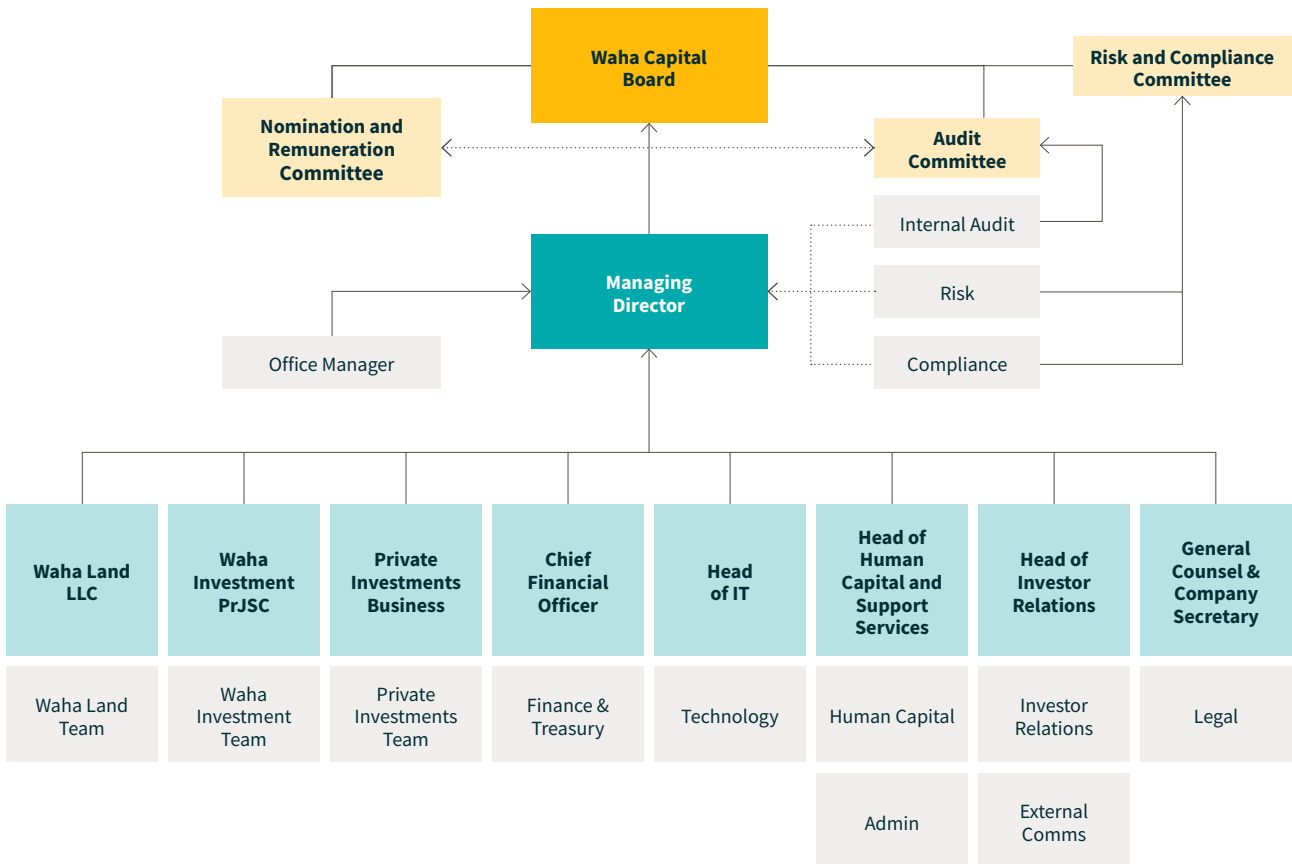 Waha Capital
Board
Risk and Compliance
Committee
Nomination and
Remuneration
Committee
Audit
Committee
Internal Audit
Managing
Director
Risk
Office Manager
Compliance
Waha Land
LLC
Waha
Investment
PrJSC
Private
Investments
Business
Chief
Financial
Officer
Head
of IT
Head of
Human
Capital and
Support
Services
Head of
Investor
Relations
General
Counsel &
Company
Secretary
Waha Land
Team
Waha
Investment
Team
Private
Investments
Team
Finance &
Treasury
Technology
Human Capital
Investor
Relations
Legal
Admin
External
Comms